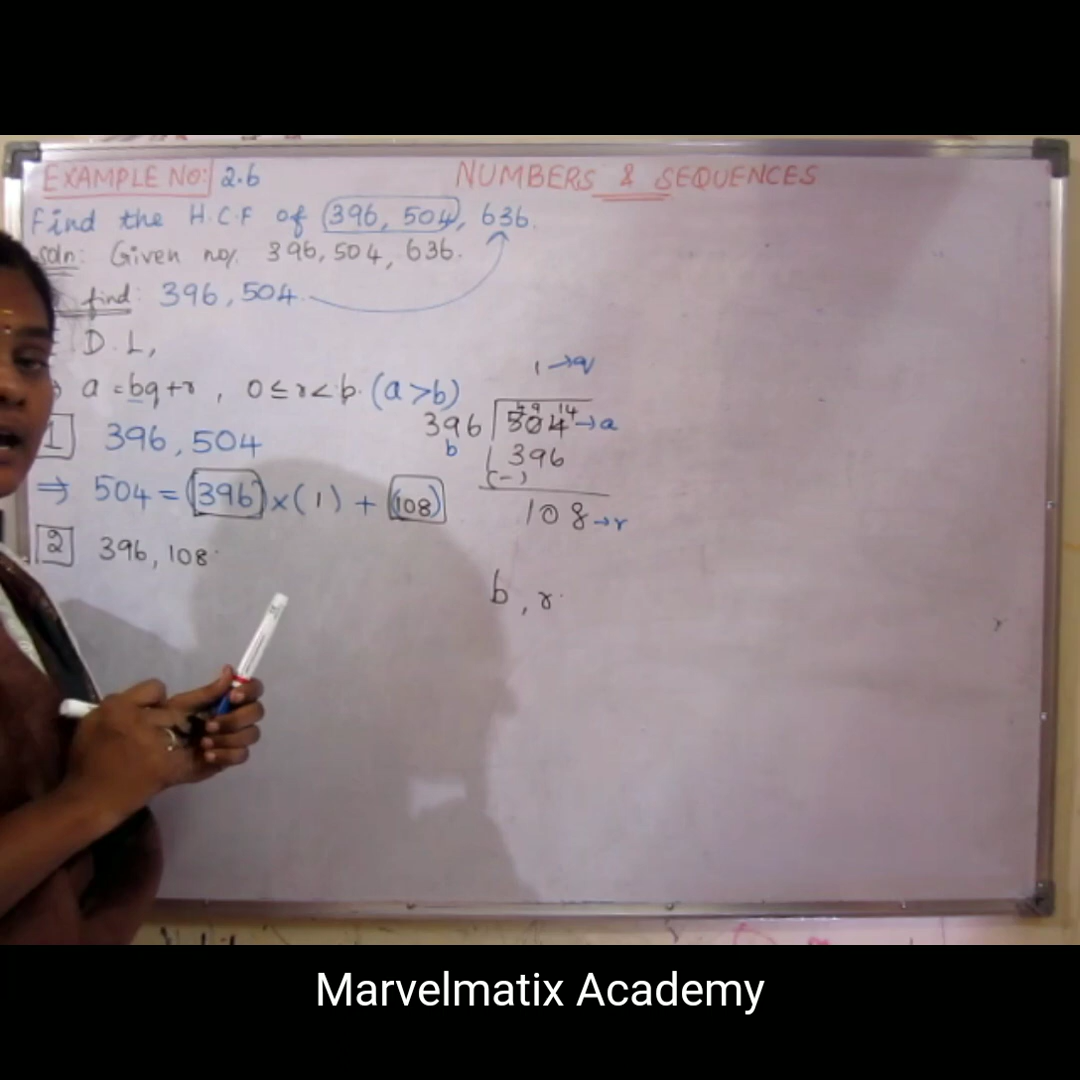 EXAMPLE NO: 2.6
NUMBERS & SEQUENCES
Find the H.C.F of (396, 504), 636.
Soln: Given no/. 396, 504, 636.
find: 396, 504.
D.L,
a = bq + r , 0 ≤ r < b. (a > b)
1 396, 504
⇒ 504 = (396) × (1) + (108)
2 396, 108.
1 → q
396 504 → a
b
396
(-)
108 → r
b, r.
Marvelmatix Academy